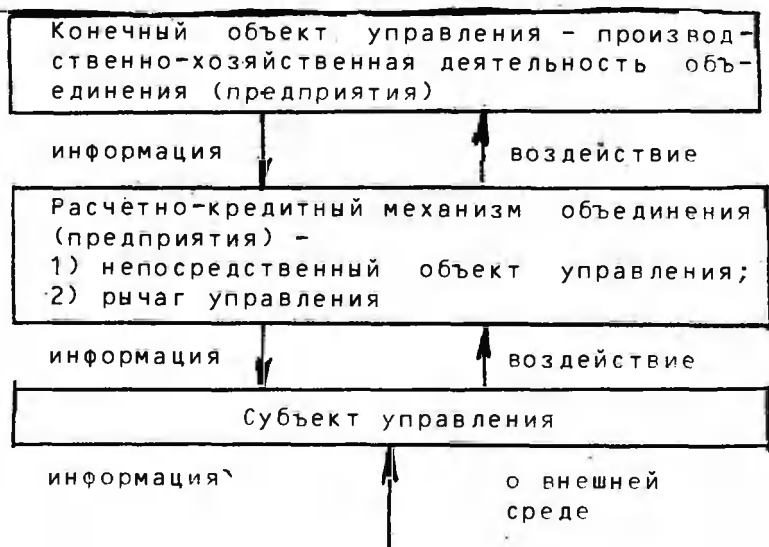 Конечный объект управления - производ-
ственно-хозяйственная деятельность объ-
единения (предприятия)
информация воздействие
Расчётно-кредитный механизм объединения
(предприятия) -
1) непосредственный объект управления;
2) рычаг управления
информация воздействие
Субъект управления
информация о внешней
среде